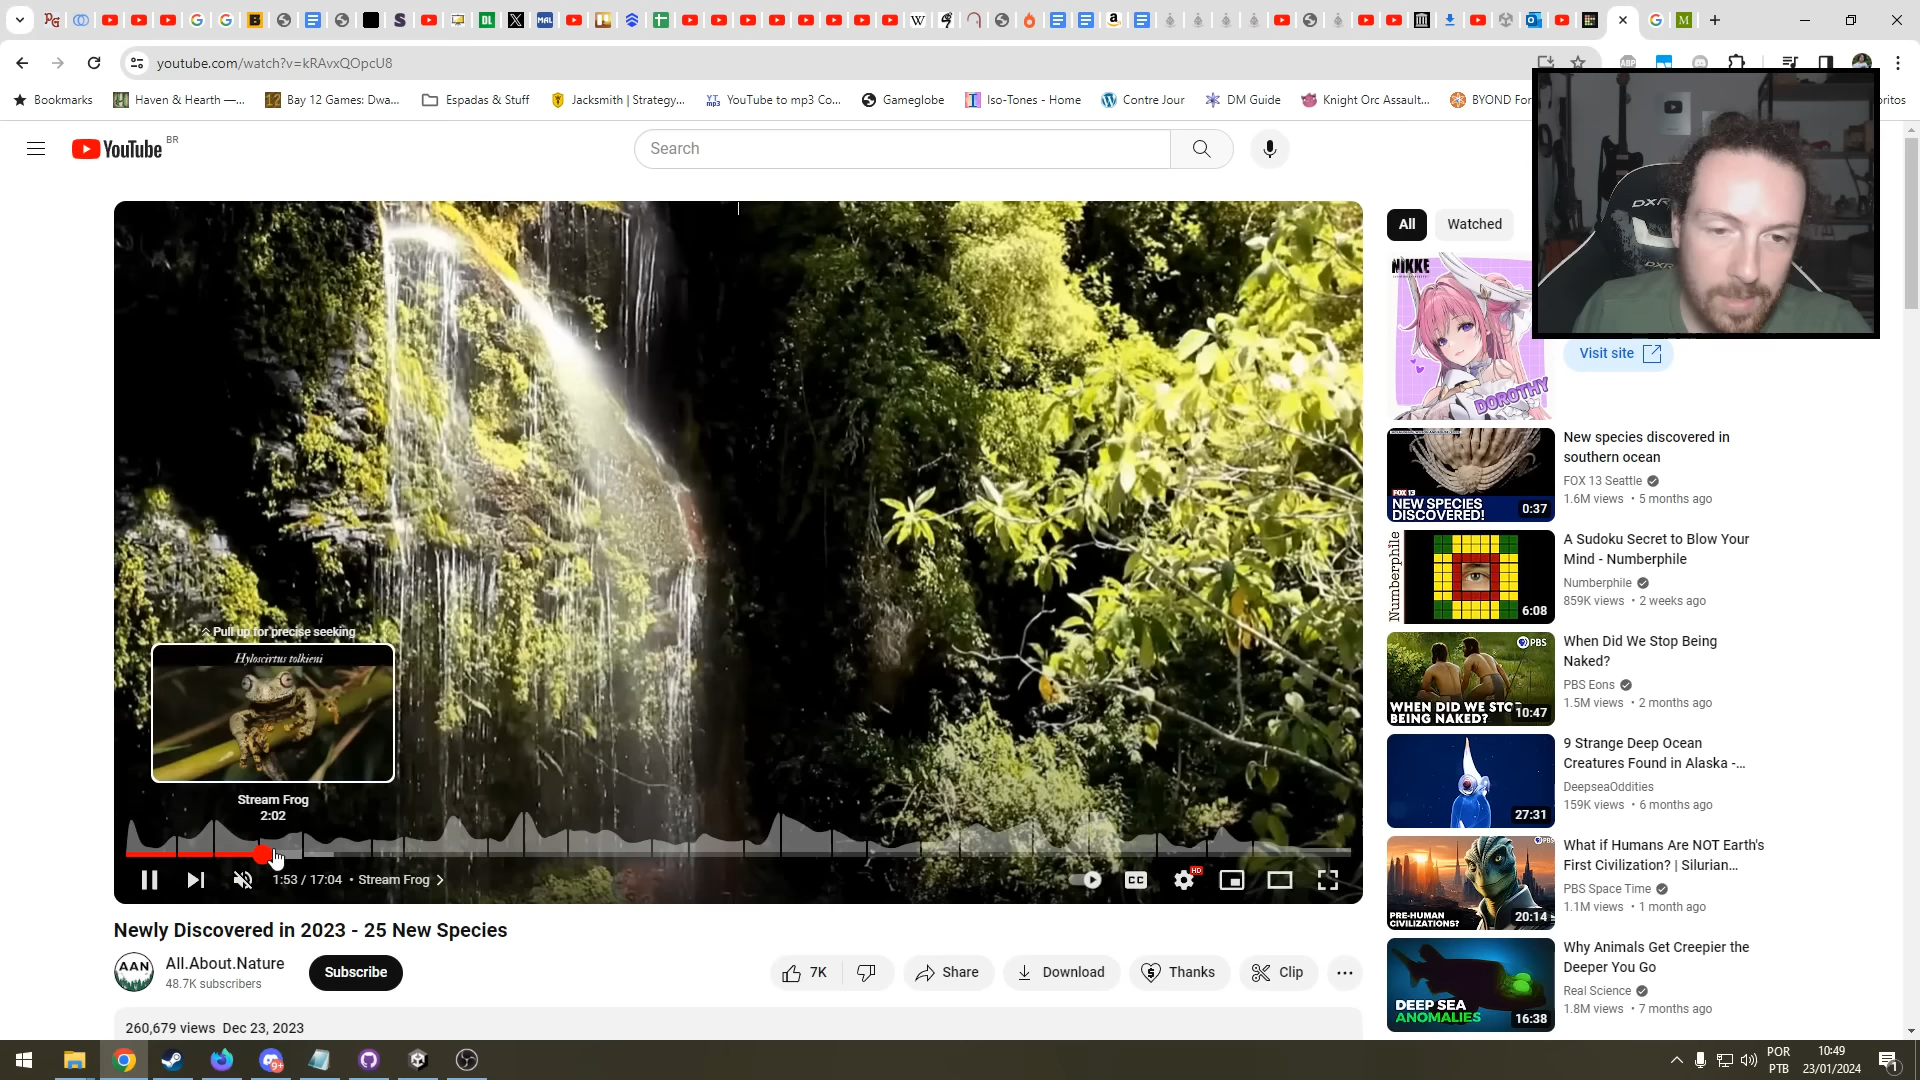 youtube.com/watch?v=kRAvxQOpcU8
Bookmarks
Haven & Hearth —...
Bay 12 Games: Dwa...
Espadas & Stuff
Jacksmith | Strategy...
YouTube to mp3 Co...
Gameglobe
Iso-Tones - Home
Contre Jour
DM Guide
Knight Orc Assault...
BYOND For
oritos
YouTube BR
Search
All
Watched
DXR
DXR
NIKKE
DOROTHY
Visit site
Pull up for precise seeking
Hyloscirtus tolkieni
Stream Frog
2:02
1:53 / 17:04 • Stream Frog
CC
HD
Newly Discovered in 2023 - 25 New Species
AAN
All.About.Nature
48.7K subscribers
Subscribe
7K
Share
Download
Thanks
Clip
260,679 views Dec 23, 2023
FOX 13
NEW SPECIES
DISCOVERED!
0:37
New species discovered in
southern ocean
FOX 13 Seattle
1.6M views • 5 months ago
Numberphile
6:08
A Sudoku Secret to Blow Your
Mind - Numberphile
Numberphile
859K views • 2 weeks ago
PBS
WHEN DID WE STOP
BEING NAKED?
10:47
When Did We Stop Being
Naked?
PBS Eons
1.5M views • 2 months ago
27:31
9 Strange Deep Ocean
Creatures Found in Alaska -...
DeepseaOddities
159K views • 6 months ago
PBS
PRE-HUMAN
CIVILIZATIONS?
20:14
What if Humans Are NOT Earth's
First Civilization? | Silurian...
PBS Space Time
1.1M views • 1 month ago
DEEP SEA
ANOMALIES
16:38
Why Animals Get Creepier the
Deeper You Go
Real Science
1.8M views • 7 months ago
POR
PTB
10:49
23/01/2024